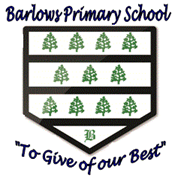 Barlows Primary School
B
"To Give of our Best"